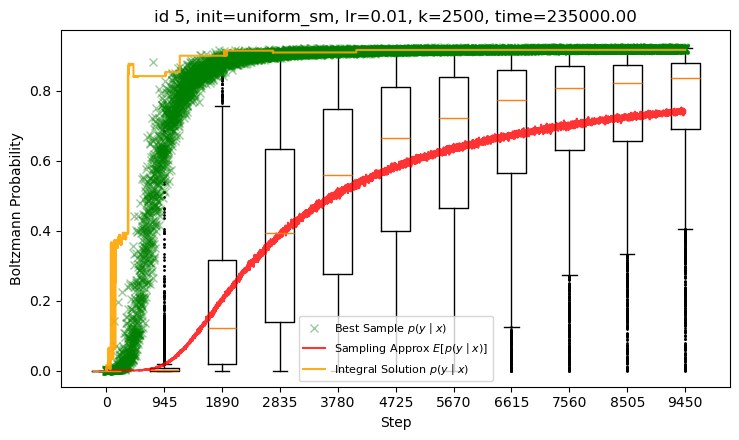 id 5, init=uniform_sm, lr=0.01, k=2500, time=235000.00
Boltzmann Probability
0.8
0.6
0.4
0.2
0.0
Best Sample p(y | x)
Sampling Approx E[p(y | x)]
Integral Solution p(y | x)
0 945 1890 2835 3780 4725 5670 6615 7560 8505 9450
Step